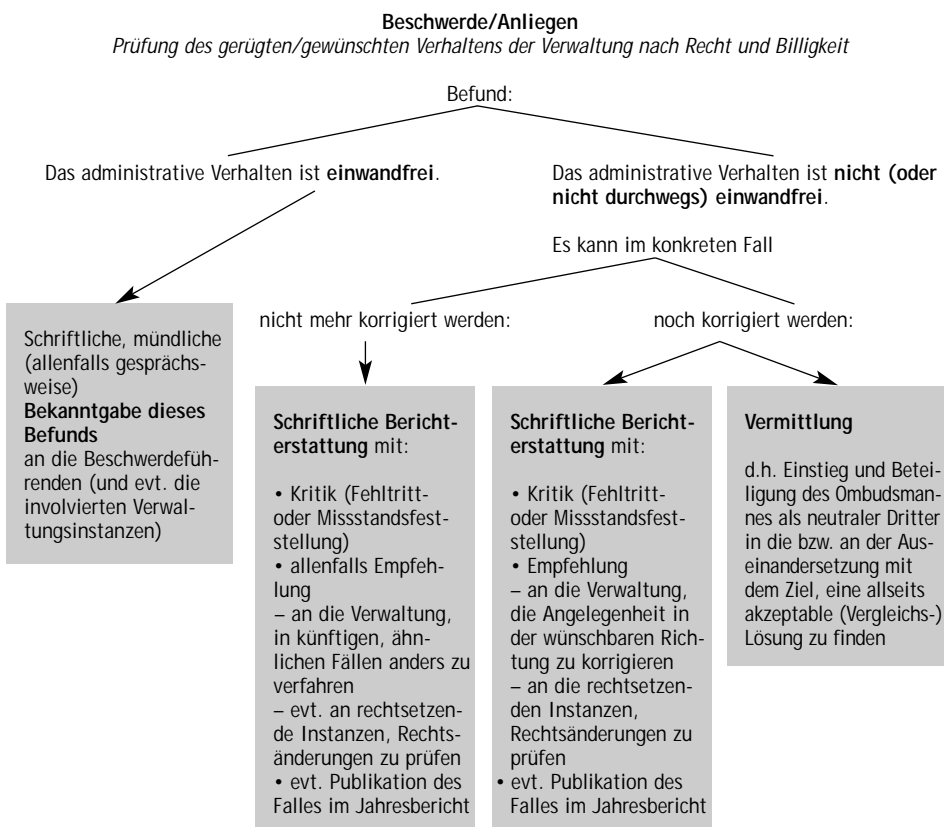 Beschwerde/Anliegen
Prüfung des gerügten/gewünschten Verhaltens der Verwaltung nach Recht und Billigkeit
Befund:
Das administrative Verhalten ist einwandfrei.
Das administrative Verhalten ist nicht (oder
nicht durchwegs) einwandfrei.
Es kann im konkreten Fall
nicht mehr korrigiert werden:
noch korrigiert werden:
Schriftliche, mündliche
(allenfalls gesprächs-
weise)
Bekanntgabe dieses
Befunds
an die Beschwerdefüh-
renden (und evt. die
involvierten Verwal-
tungsinstanzen)
Schriftliche Bericht-
erstattung mit:
• Kritik (Fehltritt-
oder Missstandsfest-
stellung)
• allenfalls Empfeh-
lung
– an die Verwaltung,
in künftigen, ähn-
lichen Fällen anders zu
verfahren
– evt. an rechtsetzen-
de Instanzen, Rechts-
änderungen zu prüfen
• evt. Publikation des
Falles im Jahresbericht
Schriftliche Bericht-
erstattung mit:
• Kritik (Fehltritt-
oder Missstandsfest-
stellung)
• Empfehlung
– an die Verwaltung,
die Angelegenheit in
der wünschbaren Rich-
tung zu korrigieren
– an die rechtsetzen-
den Instanzen,
Rechtsänderungen zu
prüfen
• evt. Publikation des
Falles im Jahresbericht
Vermittlung
d.h. Einstieg und Betei-
ligung des Ombudsman-
nes als neutraler Dritter
in die bzw. an der Aus-
einandersetzung mit
dem Ziel, eine allseits
akzeptable (Vergleichs-)
Lösung zu finden